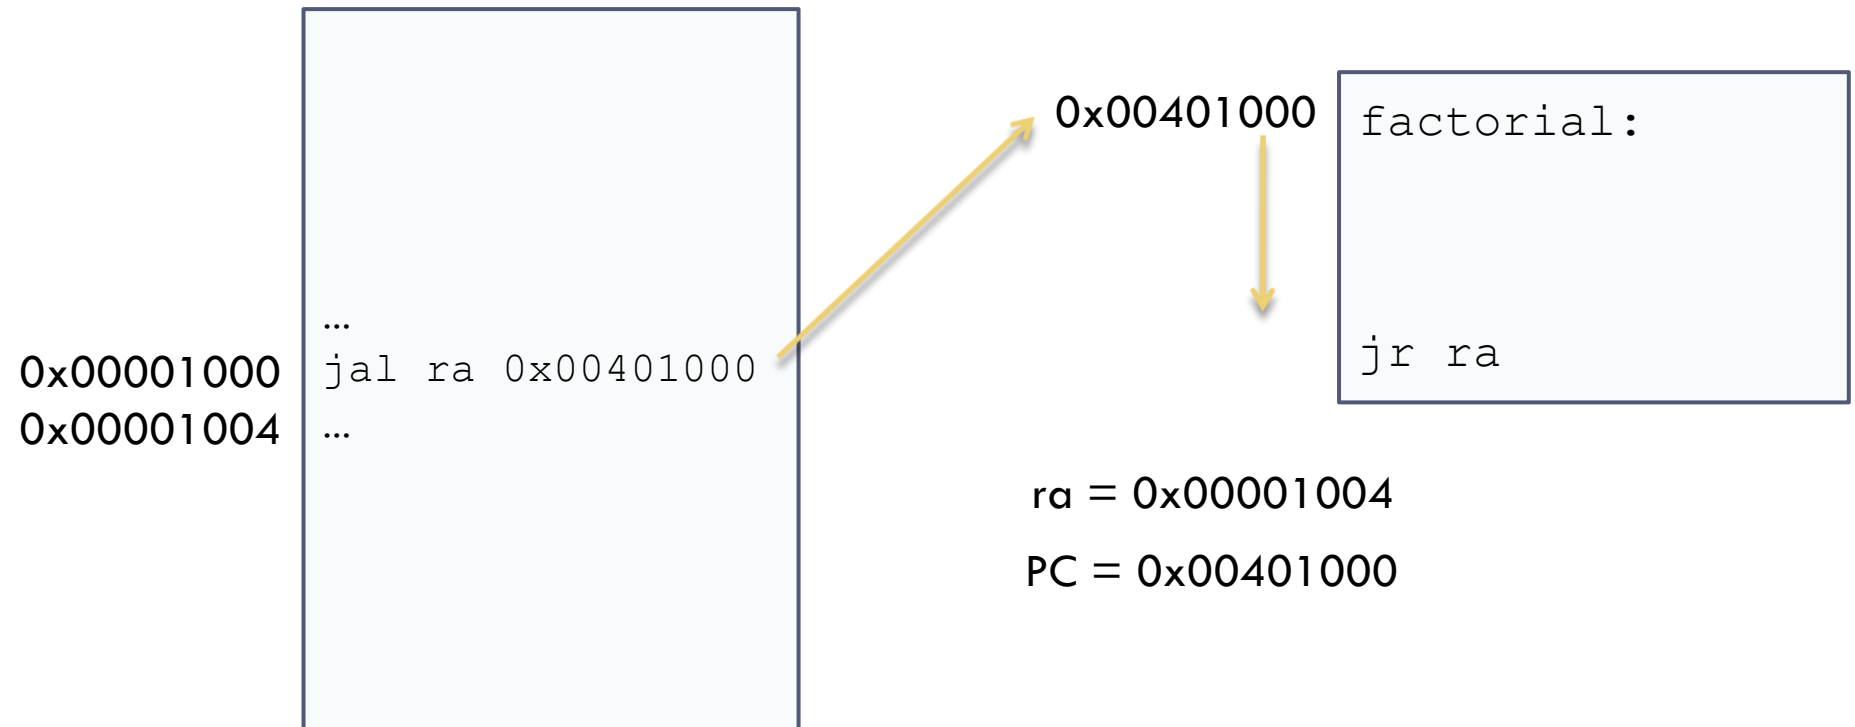 …
0x00001000
jal ra 0x00401000
0x00001004
…
0x00401000
factorial:
jr ra
ra = 0x00001004
PC = 0x00401000